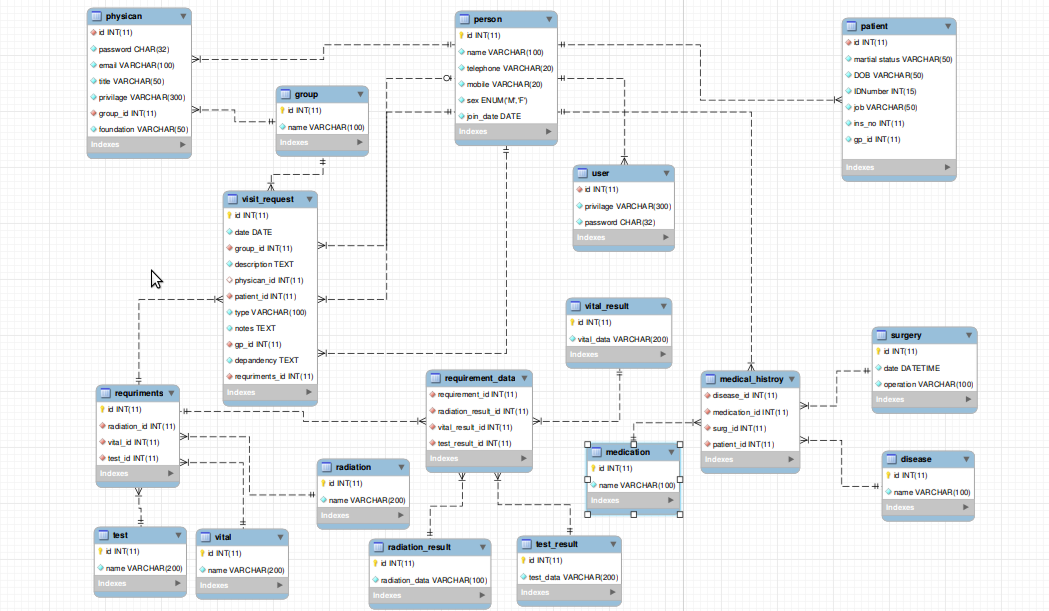 physican
id INT(11)
password CHAR(32)
email VARCHAR(100)
title VARCHAR(50)
privilage VARCHAR(300)
group_id INT(11)
foundation VARCHAR(50)
Indexes
group
id INT(11)
name VARCHAR(100)
Indexes
person
id INT(11)
name VARCHAR(100)
telephone VARCHAR(20)
mobile VARCHAR(20)
sex ENUM('M','F')
join_date DATE
Indexes
patient
id INT(11)
martial status VARCHAR(50)
DOB VARCHAR(50)
IDNumber INT(15)
job VARCHAR(50)
ins_no INT(11)
gp_id INT(11)
Indexes
user
id INT(11)
privilage VARCHAR(300)
password CHAR(32)
Indexes
visit_request
id INT(11)
date DATE
group_id INT(11)
description TEXT
physican_id INT(11)
patient_id INT(11)
type VARCHAR(100)
notes TEXT
gp_id INT(11)
depandency TEXT
requriments_id INT(11)
Indexes
vital_result
id INT(11)
vital_data VARCHAR(200)
Indexes
surgery
id INT(11)
date DATETIME
operation VARCHAR(100)
Indexes
requriments
id INT(11)
radiation_id INT(11)
vital_id INT(11)
test_id INT(11)
Indexes
requirement_data
requirement_id INT(11)
radiation_result_id INT(11)
vital_result_id INT(11)
test_result_id INT(11)
Indexes
medical_histroy
disease_id INT(11)
medication_id INT(11)
surg_id INT(11)
patient_id INT(11)
Indexes
medication
id INT(11)
name VARCHAR(100)
Indexes
disease
id INT(11)
name VARCHAR(100)
Indexes
radiation
id INT(11)
name VARCHAR(200)
Indexes
test
id INT(11)
name VARCHAR(200)
Indexes
vital
id INT(11)
name VARCHAR(200)
Indexes
radiation_result
id INT(11)
radiation_data VARCHAR(100)
Indexes
test_result
id INT(11)
test_data VARCHAR(200)
Indexes